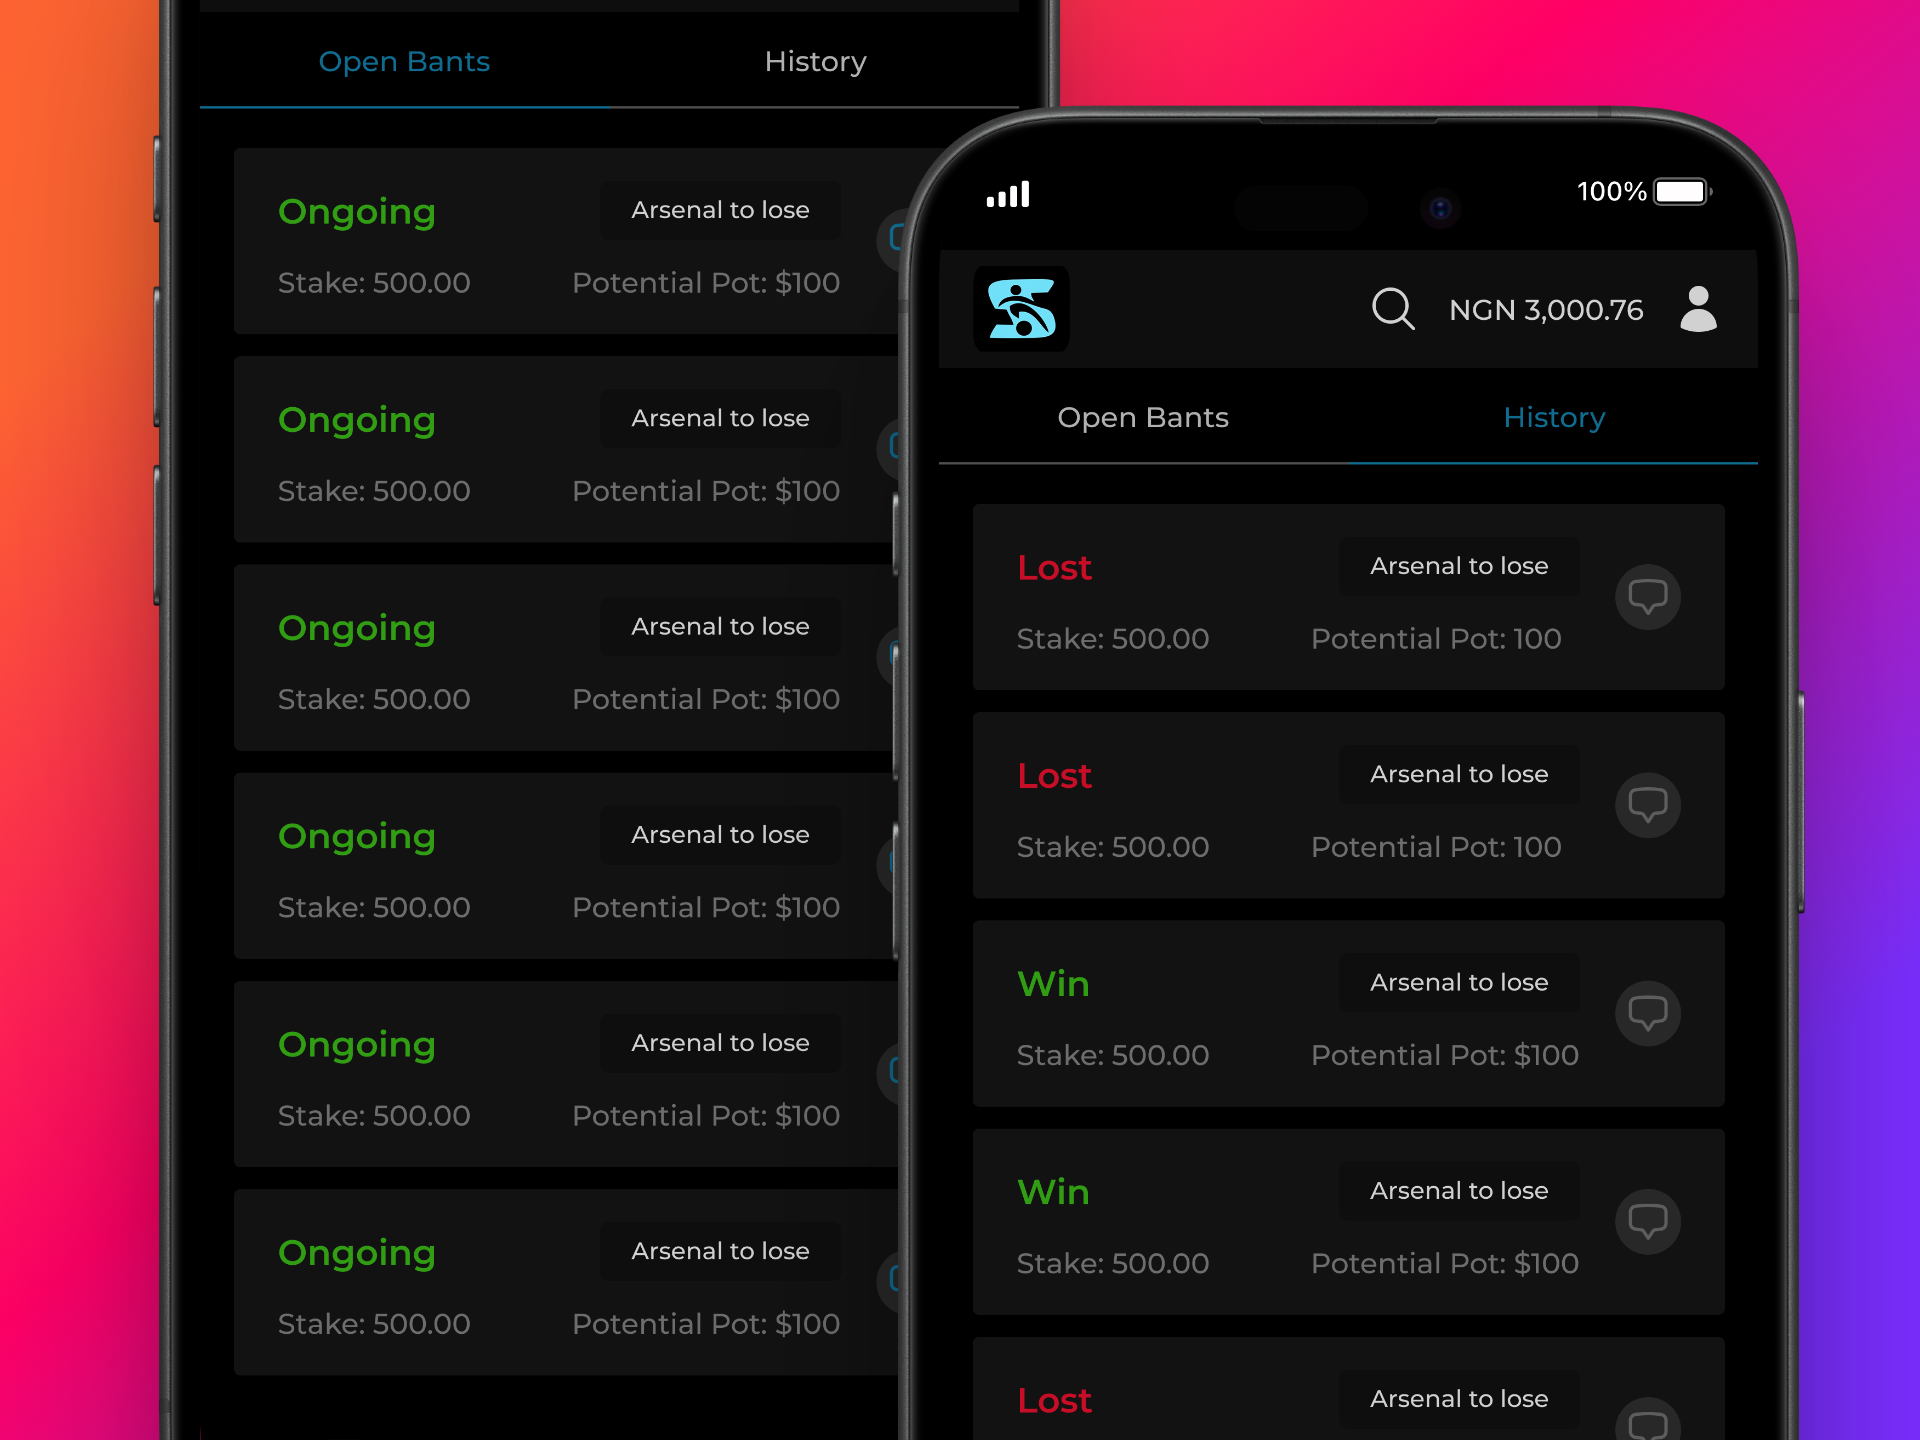 Open Bants History
Ongoing Arsenal to lose
Stake: 500.00 Potential Pot: $100
Ongoing Arsenal to lose
Stake: 500.00 Potential Pot: $100
Ongoing Arsenal to lose
Stake: 500.00 Potential Pot: $100
Ongoing Arsenal to lose
Stake: 500.00 Potential Pot: $100
Ongoing Arsenal to lose
Stake: 500.00 Potential Pot: $100
Ongoing Arsenal to lose
Stake: 500.00 Potential Pot: $100
100%
NGN 3,000.76
Open Bants History
Lost Arsenal to lose
Stake: 500.00 Potential Pot: 100
Lost Arsenal to lose
Stake: 500.00 Potential Pot: 100
Win Arsenal to lose
Stake: 500.00 Potential Pot: $100
Win Arsenal to lose
Stake: 500.00 Potential Pot: $100
Lost Arsenal to lose